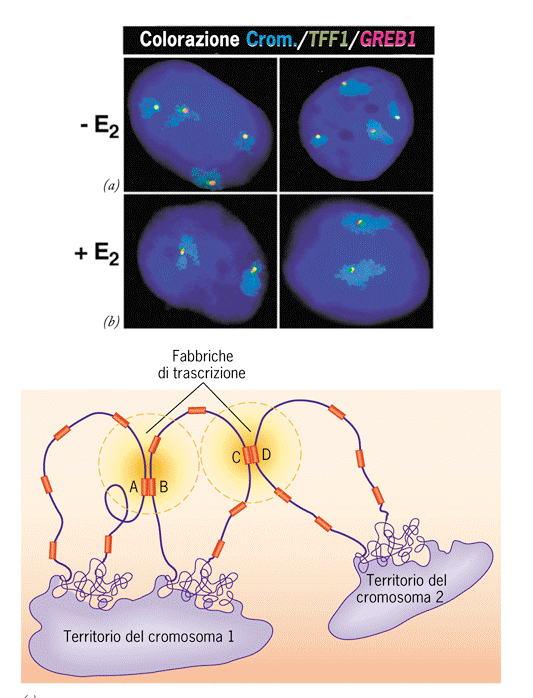 Colorazione Crom./TFF1/GREB1
- E2
(a)
+ E2
(b)
Fabbriche
di trascrizione
A B
C D
Territorio del cromosoma 1
Territorio del
cromosoma 2